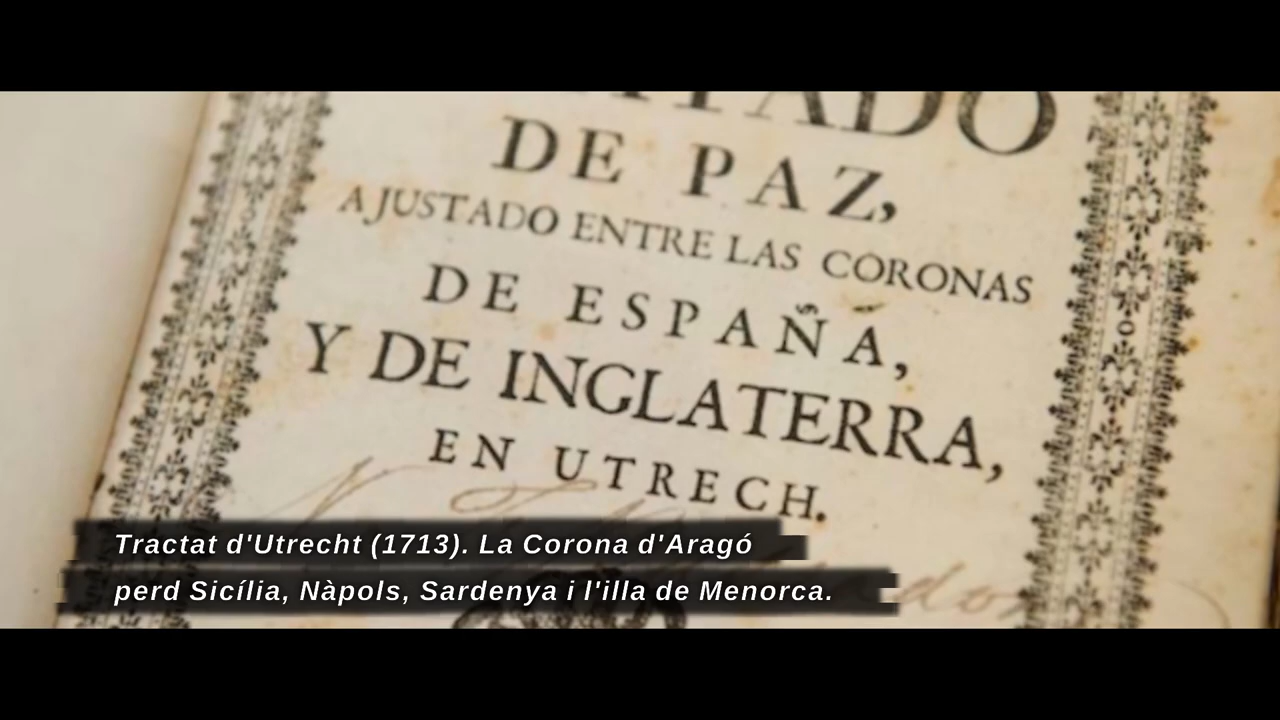 TADO
DE PAZ,
AJUSTADO ENTRE LAS CORONAS
DE ESPAÑA,
Y DE INGLATERRA,
EN UTRECH.
Tractat d'Utrecht (1713). La Corona d'Aragó
perd Sicília, Nàpols, Sardenya i l'illa de Menorca.